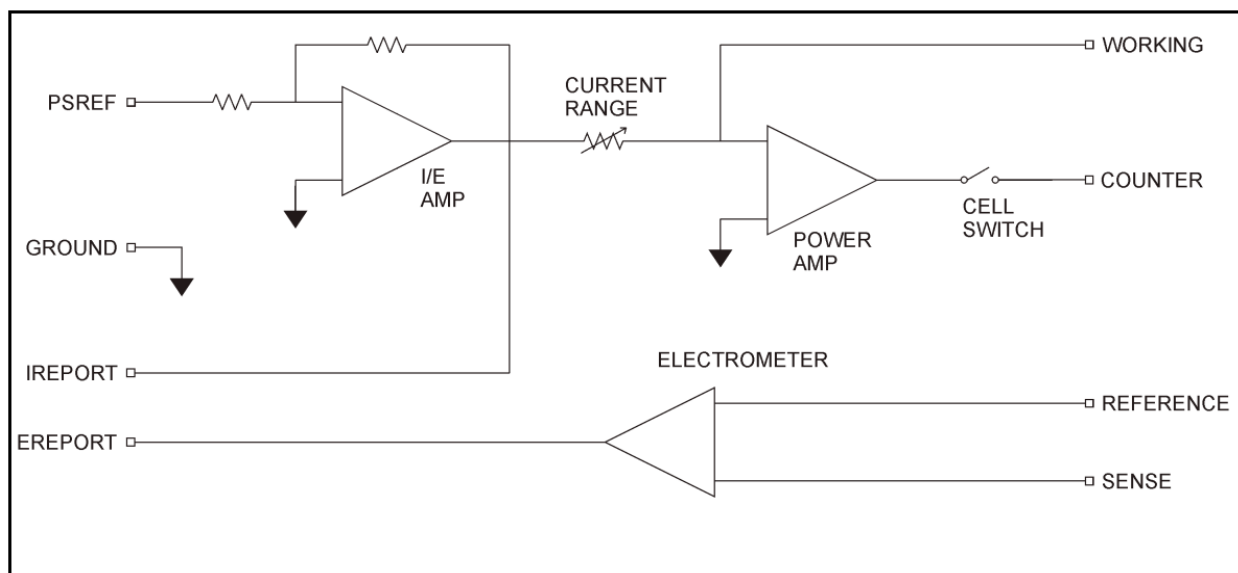 WORKING
CURRENT
RANGE
PSREF
I/E
AMP
COUNTER
CELL
SWITCH
POWER
AMP
GROUND
ELECTROMETER
IREPORT
REFERENCE
EREPORT
SENSE